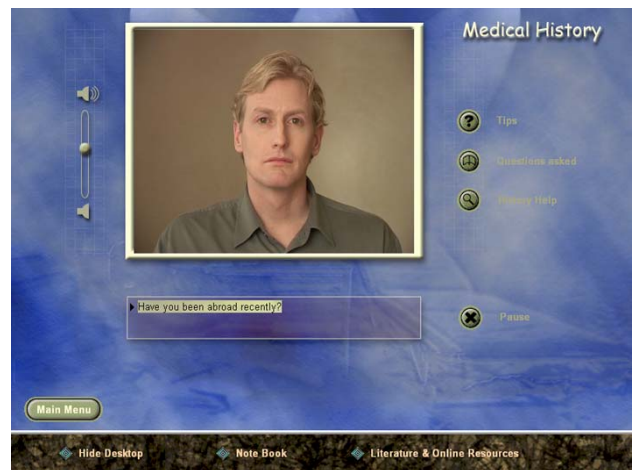 Medical History
Tips
Questions asked
History Help
Have you been abroad recently?
Pause
Main Menu
Hide Desktop
Note Book
Literature & Online Resources